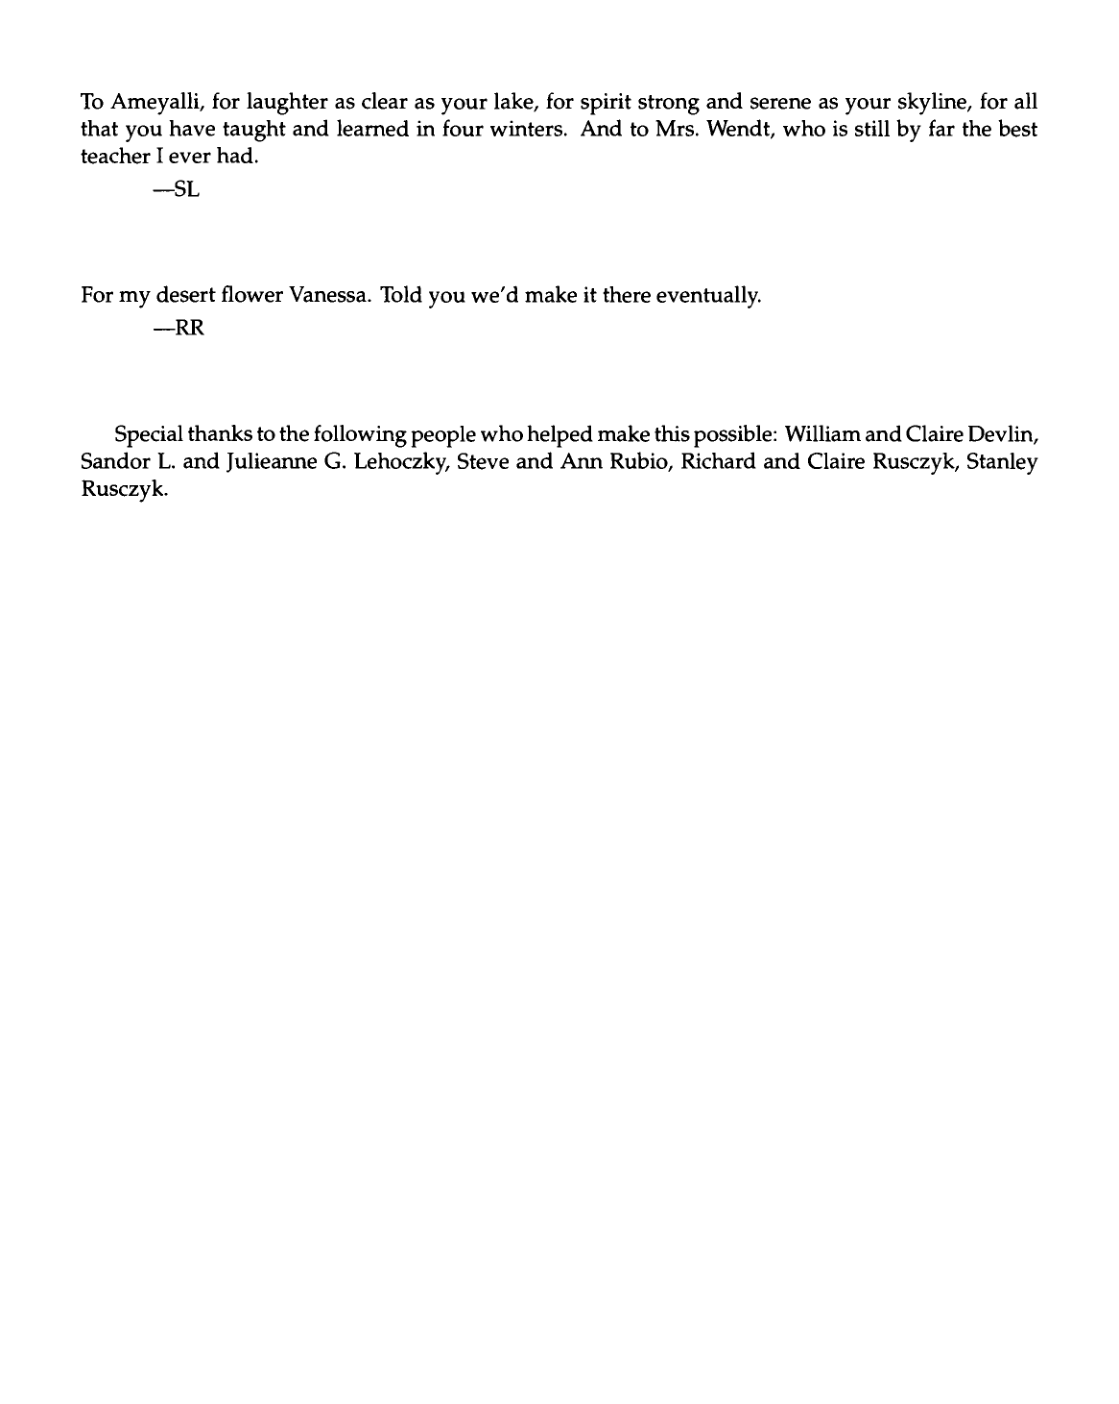 To Ameyalli, for laughter as clear as your lake, for spirit strong and serene as your skyline, for all
that you have taught and learned in four winters. And to Mrs. Wendt, who is still by far the best
teacher I ever had.
—SL
For my desert flower Vanessa. Told you we'd make it there eventually.
—RR
Special thanks to the following people who helped make this possible: William and Claire Devlin,
Sandor L. and Julieanne G. Lehoczky, Steve and Ann Rubio, Richard and Claire Rusczyk, Stanley
Rusczyk.